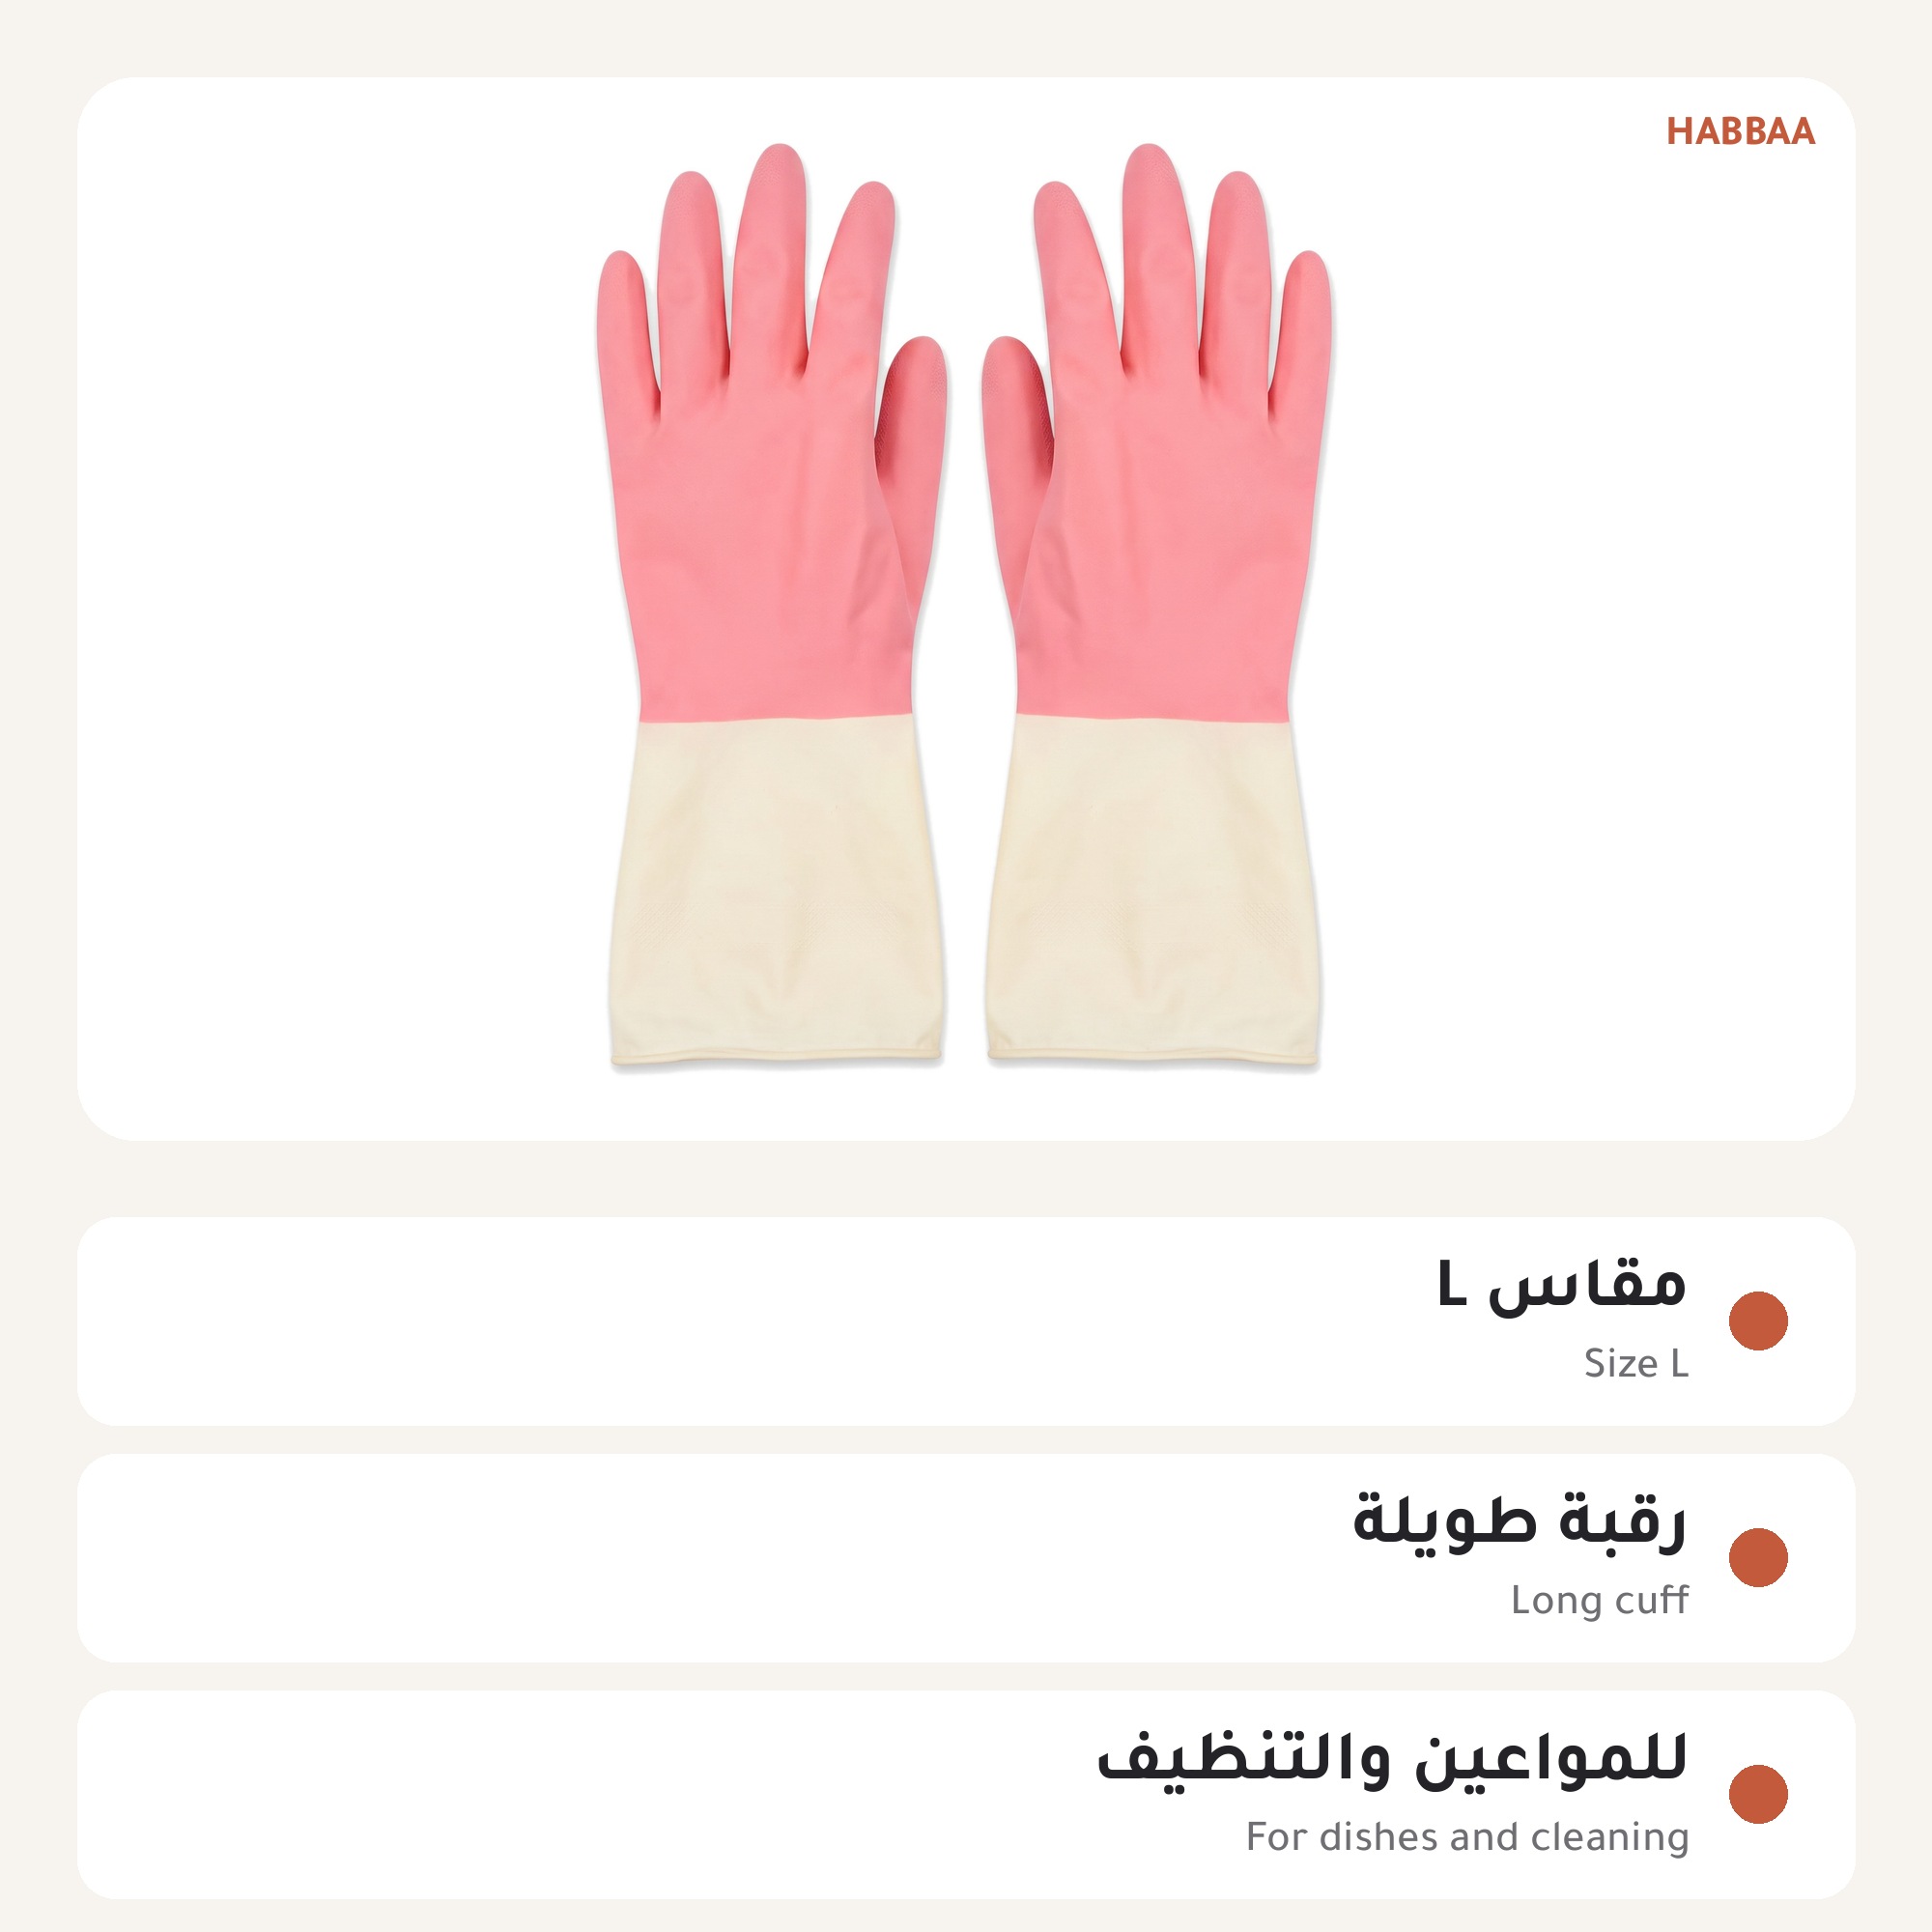 HABBAA
مقاس L
Size L
رقبة طويلة
Long cuff
للمواعين والتنظيف
For dishes and cleaning